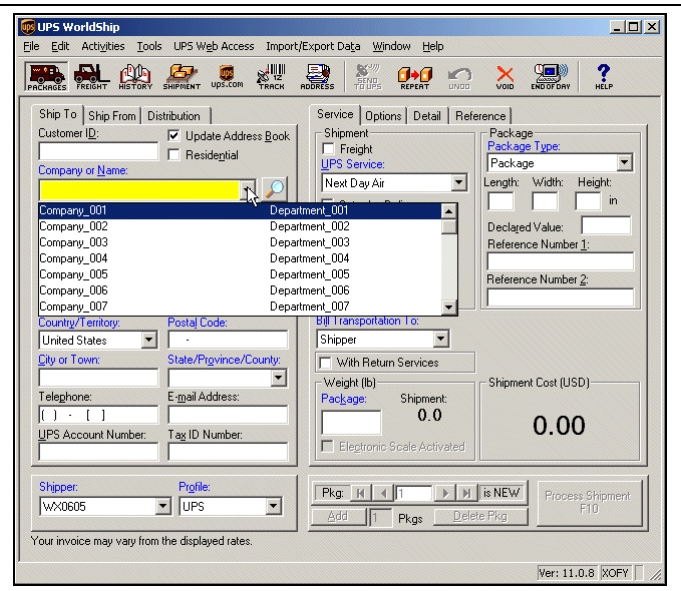 UPS WorldShip
File Edit Activities Tools UPS Web Access Import/Export Data Window Help
PACKAGES FREIGHT HISTORY SHIPMENT UPS.com TRACK ADDRESS SEND TO UPS REPEAT UNDO VOID END OF DAY HELP
Ship To Ship From Distribution
Customer ID:
Update Address Book
Residential
Company or Name:
Company_001 Department_001
Company_002 Department_002
Company_003 Department_003
Company_004 Department_004
Company_005 Department_005
Company_006 Department_006
Company_007 Department_007
Country/Territory: Postal Code:
United States -
City or Town: State/Province/County:
Telephone: E-mail Address:
( ) - [ ]
UPS Account Number: Tax ID Number:
Service Options Detail Reference
Shipment
Freight
UPS Service:
Next Day Air
Bill Transportation To:
Shipper
With Return Services
Weight (lb)
Package: Shipment:
0.0
Electronic Scale Activated
Package
Package Type:
Package
Length: Width: Height:
in
Declared Value:
Reference Number 1:
Reference Number 2:
Shipment Cost (USD)
0.00
Shipper: Profile:
WX0605 UPS
Pkg: 1 is NEW
Add 1 Pkgs Delete Pkg
Process Shipment
F10
Your invoice may vary from the displayed rates.
Ver: 11.0.8 XOFY